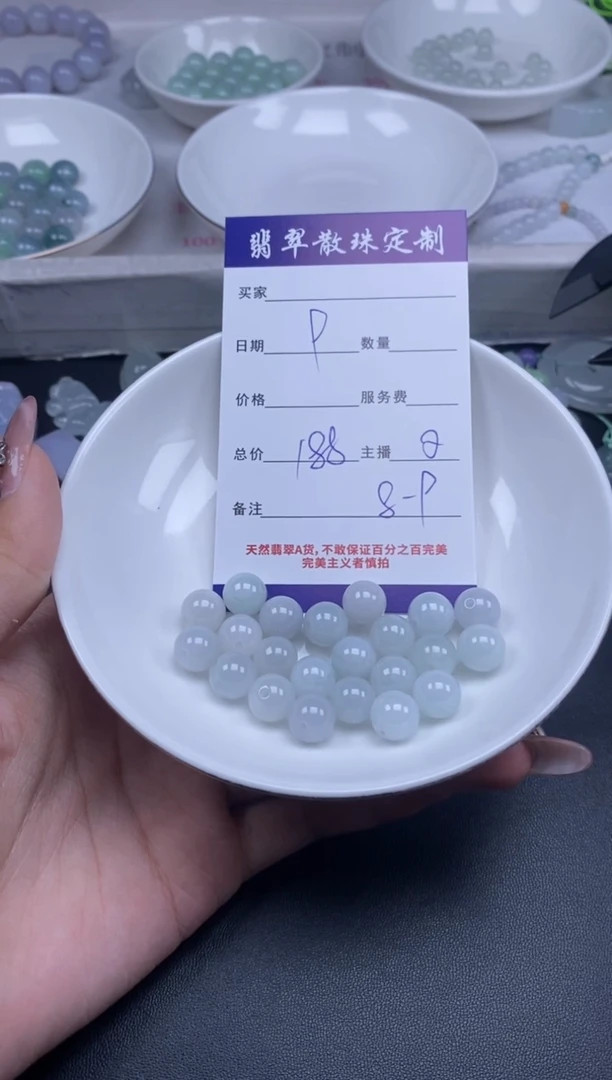 翡翠散珠定制
买家
日期 P 数量
价格 服务费
总价 188 主播 a
备注 8-P
天然翡翠A货，不敢保证百分之百完美
完美主义者慎拍
100